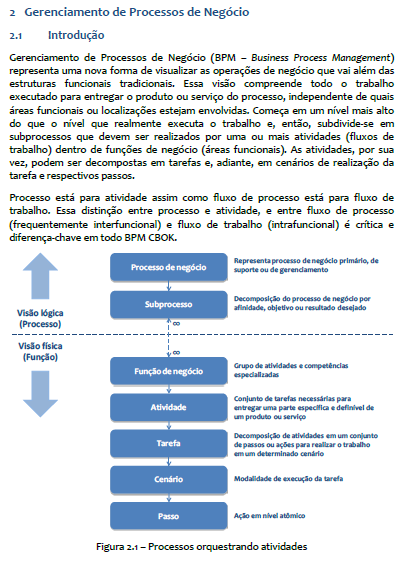 2 Gerenciamento de Processos de Negócio
2.1 Introdução
Gerenciamento de Processos de Negócio (BPM – Business Process Management)
representa uma nova forma de visualizar as operações de negócio que vai além das
estruturas funcionais tradicionais. Essa visão compreende todo o trabalho
executado para entregar o produto ou serviço do processo, independente de quais
áreas funcionais ou localizações estejam envolvidas. Começa em um nível mais alto
do que o nível que realmente executa o trabalho e, então, subdivide-se em
subprocessos que devem ser realizados por uma ou mais atividades (fluxos de
trabalho) dentro de funções de negócio (áreas funcionais). As atividades, por sua
vez, podem ser decompostas em tarefas e, adiante, em cenários de realização da
tarefa e respectivos passos.
Processo está para atividade assim como fluxo de processo está para fluxo de
trabalho. Essa distinção entre processo e atividade, e entre fluxo de processo
(frequentemente interfuncional) e fluxo de trabalho (intrafuncional) é crítica e
diferença-chave em todo BPM CBOK.
Processo de negócio
Representa processo de negócio primário, de
suporte ou de gerenciamento
Subprocesso
Decomposição do processo de negócio por
afinidade, objetivo ou resultado desejado
Visão lógica
(Processo)
∞
Visão física
(Função)
∞
Função de negócio
Grupo de atividades e competências
especializadas
Atividade
Conjunto de tarefas necessárias para
entregar uma parte específica e definível de
um produto ou serviço
Tarefa
Decomposição de atividades em um conjunto
de passos ou ações para realizar o trabalho
em um determinado cenário
Cenário
Modalidade de execução da tarefa
Passo
Ação em nível atômico
Figura 2.1 – Processos orquestrando atividades